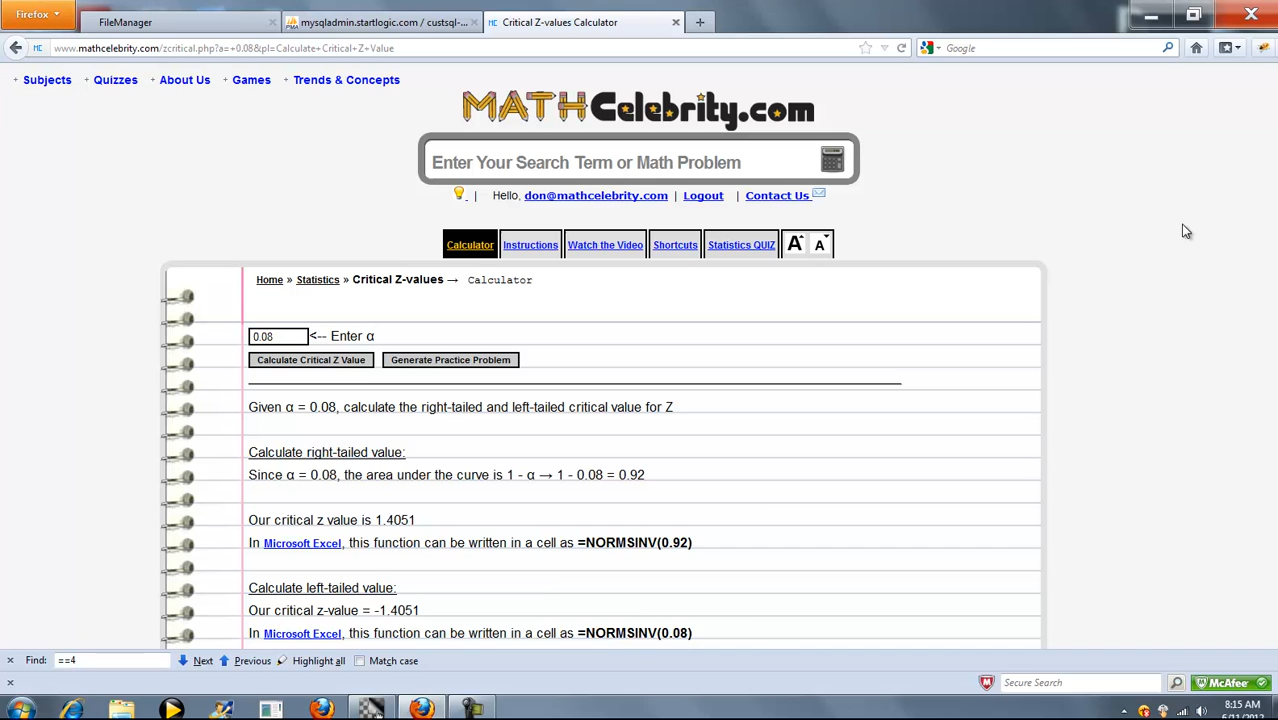 Firefox
FileManager
mysqladmin.startlogic.com / custsql-...
Critical Z-values Calculator
www.mathcelebrity.com/zcritical.php?a=+0.08&pl=Calculate+Critical+Z+Value
Google
+ Subjects + Quizzes + About Us + Games + Trends & Concepts
MATHCelebrity.com
Enter Your Search Term or Math Problem
| Hello, don@mathcelebrity.com | Logout | Contact Us
Calculator Instructions Watch the Video Shortcuts Statistics QUIZ A A
Home » Statistics » Critical Z-values → Calculator
0.08 <-- Enter α
Calculate Critical Z Value Generate Practice Problem
Given α = 0.08, calculate the right-tailed and left-tailed critical value for Z
Calculate right-tailed value:
Since α = 0.08, the area under the curve is 1 - α → 1 - 0.08 = 0.92
Our critical z value is 1.4051
In Microsoft Excel, this function can be written in a cell as =NORMSINV(0.92)
Calculate left-tailed value:
Our critical z-value = -1.4051
In Microsoft Excel, this function can be written in a cell as =NORMSINV(0.08)
× Find: ==4 Next Previous Highlight all Match case
× Secure Search McAfee
8:15 AM
6/11/2012